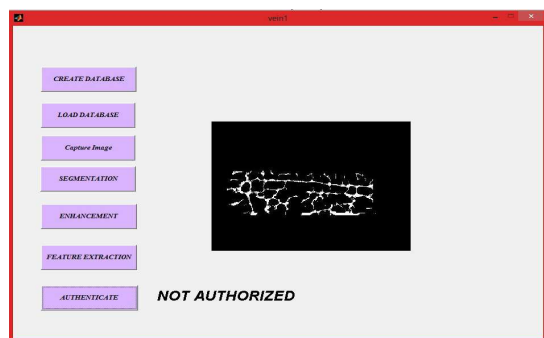 vein1
CREATE DATABASE
LOAD DATABASE
Capture Image
SEGMENTATION
ENHANCEMENT
FEATURE EXTRACTION
AUTHENTICATE
NOT AUTHORIZED